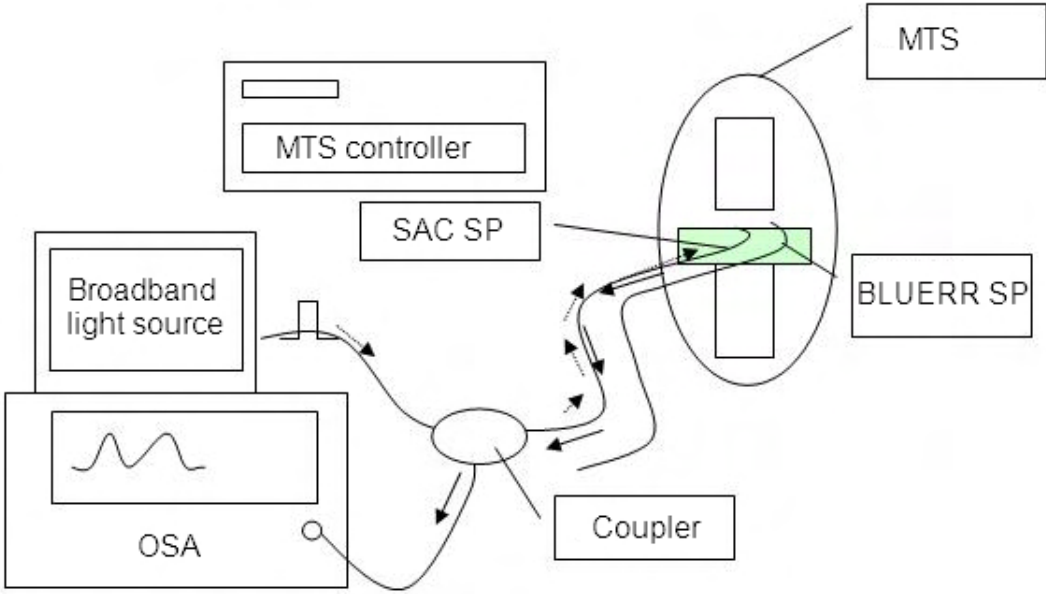 MTS
MTS controller
SAC SP
Broadband
light source
BLUERR SP
Coupler
OSA